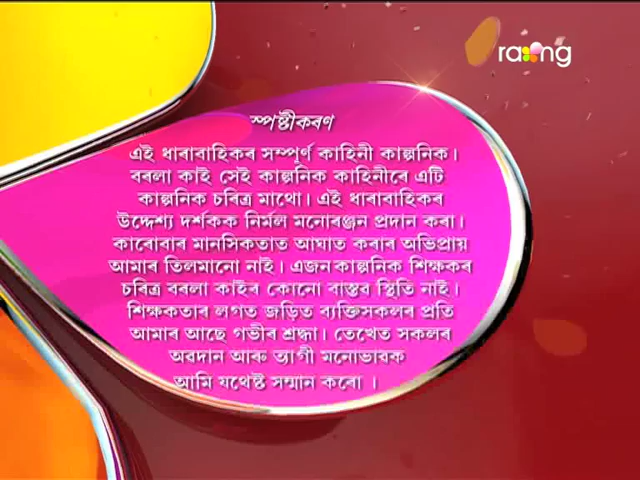 rang
স্পষ্টীকৰণ
এই ধাৰাবাহিকৰ সম্পূৰ্ণ কাহিনী কাল্পনিক।
বৰলা কাই সেই কাল্পনিক কাহিনীৰে এটি
কাল্পনিক চৰিত্ৰ মাথো। এই ধাৰাবাহিকৰ
উদ্দেশ্য দৰ্শকক নিৰ্মল মনোৰঞ্জন প্ৰদান কৰা।
কাৰোবাৰ মানসিকতাত আঘাত কৰাৰ অভিপ্ৰায়
আমাৰ তিলমানো নাই। এজন কাল্পনিক শিক্ষকৰ
চৰিত্ৰ বৰলা কাইৰ কোনো বাস্তৱ স্থিতি নাই।
শিক্ষকতাৰ লগত জড়িত ব্যক্তিসকলৰ প্ৰতি
আমাৰ আছে গভীৰ শ্ৰদ্ধা। তেখেত সকলৰ
অৱদান আৰু ত্যাগী মনোভাৱক
আমি যথেষ্ট সন্মান কৰো ।